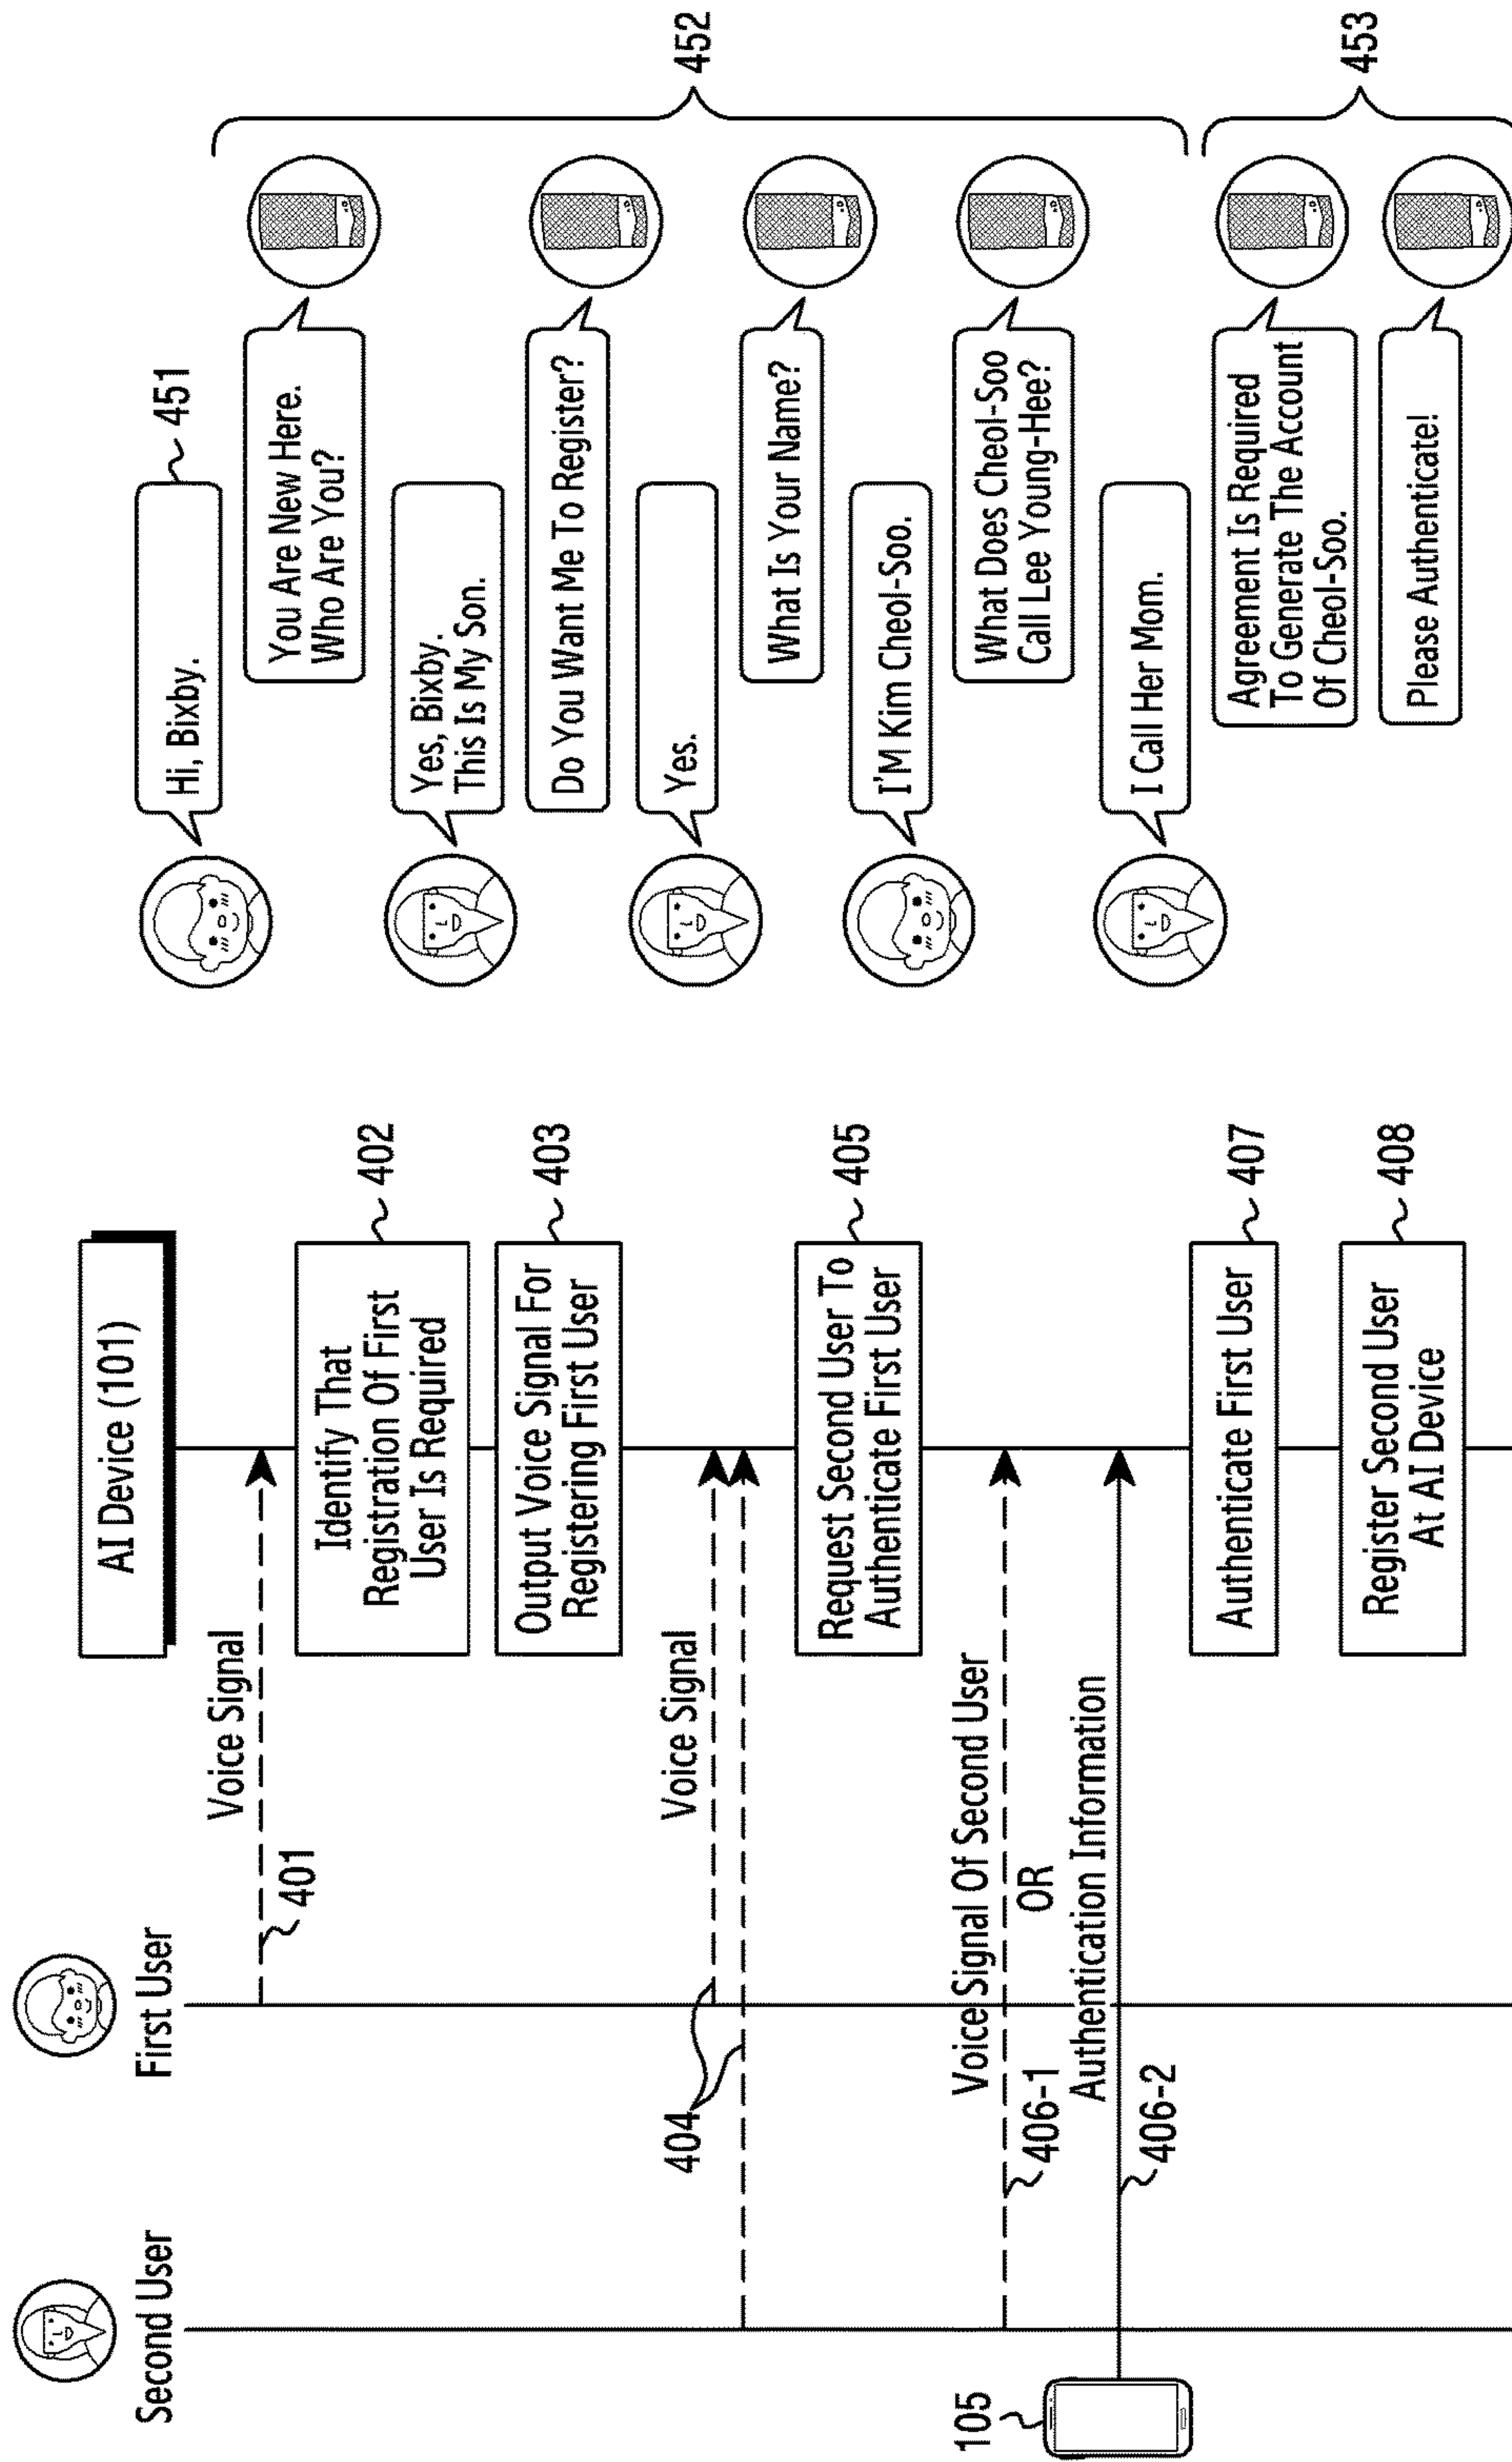 Second User
First User
AI Device (101)
Voice Signal
401
Identify That
Registration Of First
User Is Required
402
Output Voice Signal For
Registering First User
403
Voice Signal
404
Request Second User To
Authenticate First User
405
Voice Signal Of Second User
406-1
OR
Authentication Information
406-2
105
Authenticate First User
407
Register Second User
At AI Device
408
Hi, Bixby.
451
You Are New Here.
Who Are You?
Yes, Bixby.
This Is My Son.
Do You Want Me To Register?
Yes.
What Is Your Name?
I'M Kim Cheol-Soo.
What Does Cheol-Soo
Call Lee Young-Hee?
I Call Her Mom.
452
Agreement Is Required
To Generate The Account
Of Cheol-Soo.
Please Authenticate!
453